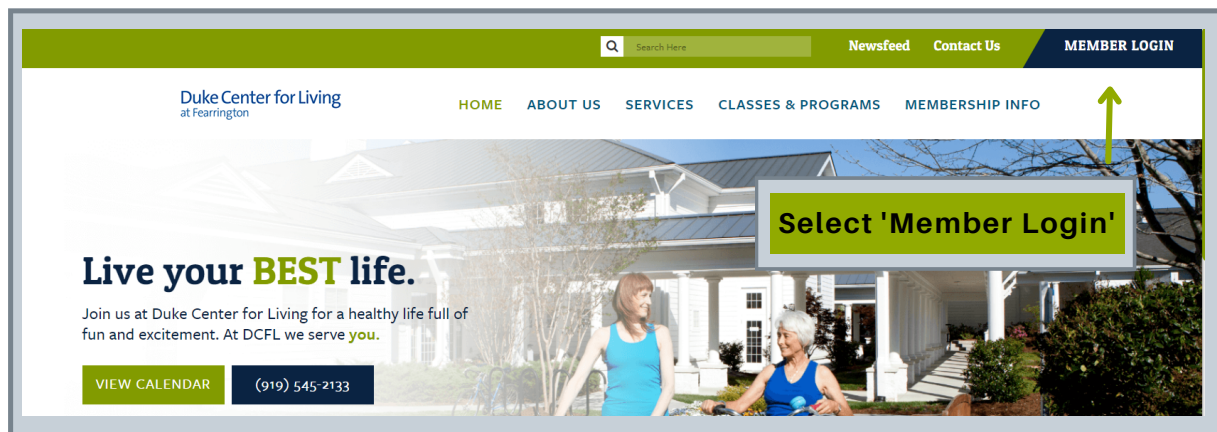 Search Here
Newsfeed
Contact Us
MEMBER LOGIN
Duke Center for Living
at Fearrington
HOME
ABOUT US
SERVICES
CLASSES & PROGRAMS
MEMBERSHIP INFO
Select 'Member Login'
Live your BEST life.
Join us at Duke Center for Living for a healthy life full of
fun and excitement. At DCFL we serve you.
VIEW CALENDAR
(919) 545-2133